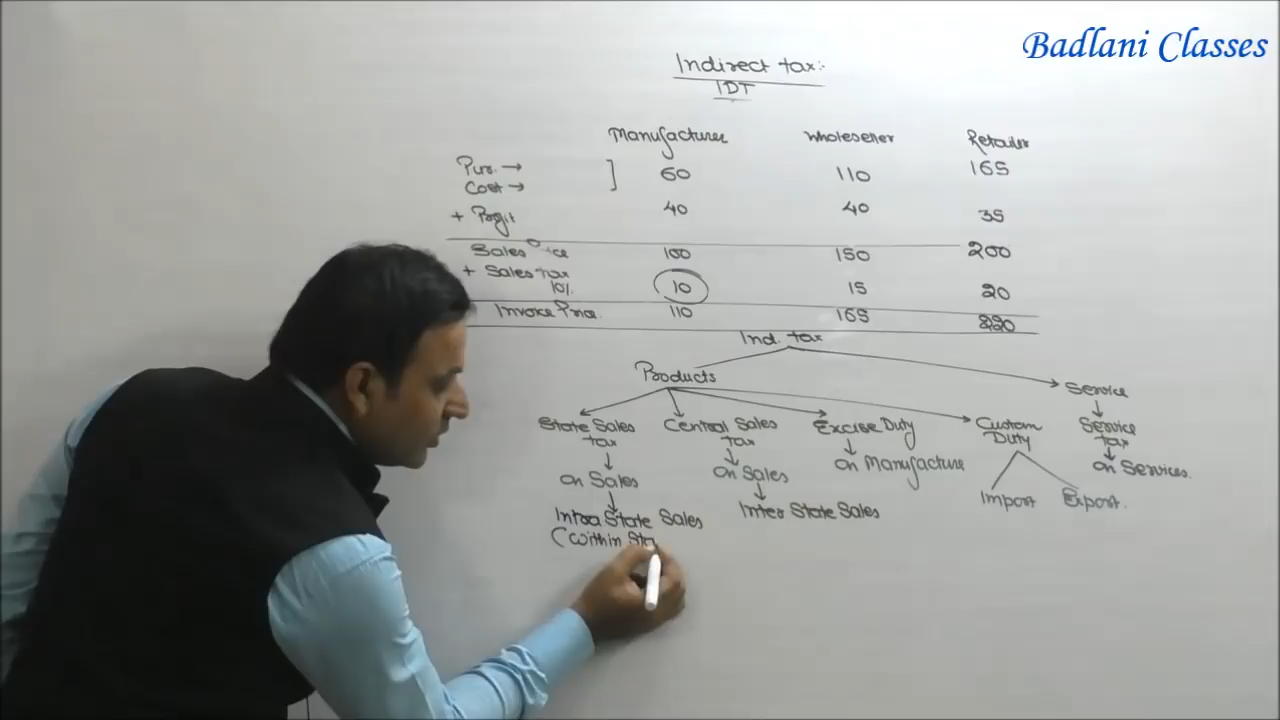 Badlani Classes
Indirect tax:-
IDT
Manufacturer wholeseller Retailer
Pur. → 60 110 165
Cost →
+ Profit 40 40 35
Sales 100 150 200
+ Sales tax
10% 10 15 20
Invoice Price. 110 165 220
Ind. tax
Products Service
State Sales tax Central Sales tax Excise Duty Custom Duty Service tax
on Sales on Sales on Manufacture on Services.
Import Export.
Intra State Sales Inter State Sales
(Within